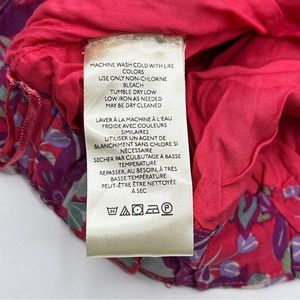 MACHINE WASH COLD WITH LIKE
COLORS
USE ONLY NON-CHLORINE
BLEACH
TUMBLE DRY LOW
LOW IRON AS NEEDED
MAY BE DRY CLEANED
LAVER À LA MACHINE À L'EAU
FROIDE AVEC COULEURS
SIMILAIRES
UTILISER UN AGENT DE
BLANCHIMENT SANS CHLORE SI
NÉCESSAIRE
SÉCHER PAR CULBUTAGE À BASSE
TEMPERATURE
REPASSER, AU BESOIN, À BASSE
TEMPÉRATURE
PEUT-ÊTRE ÊTRE NETTOYÉE
À SEC